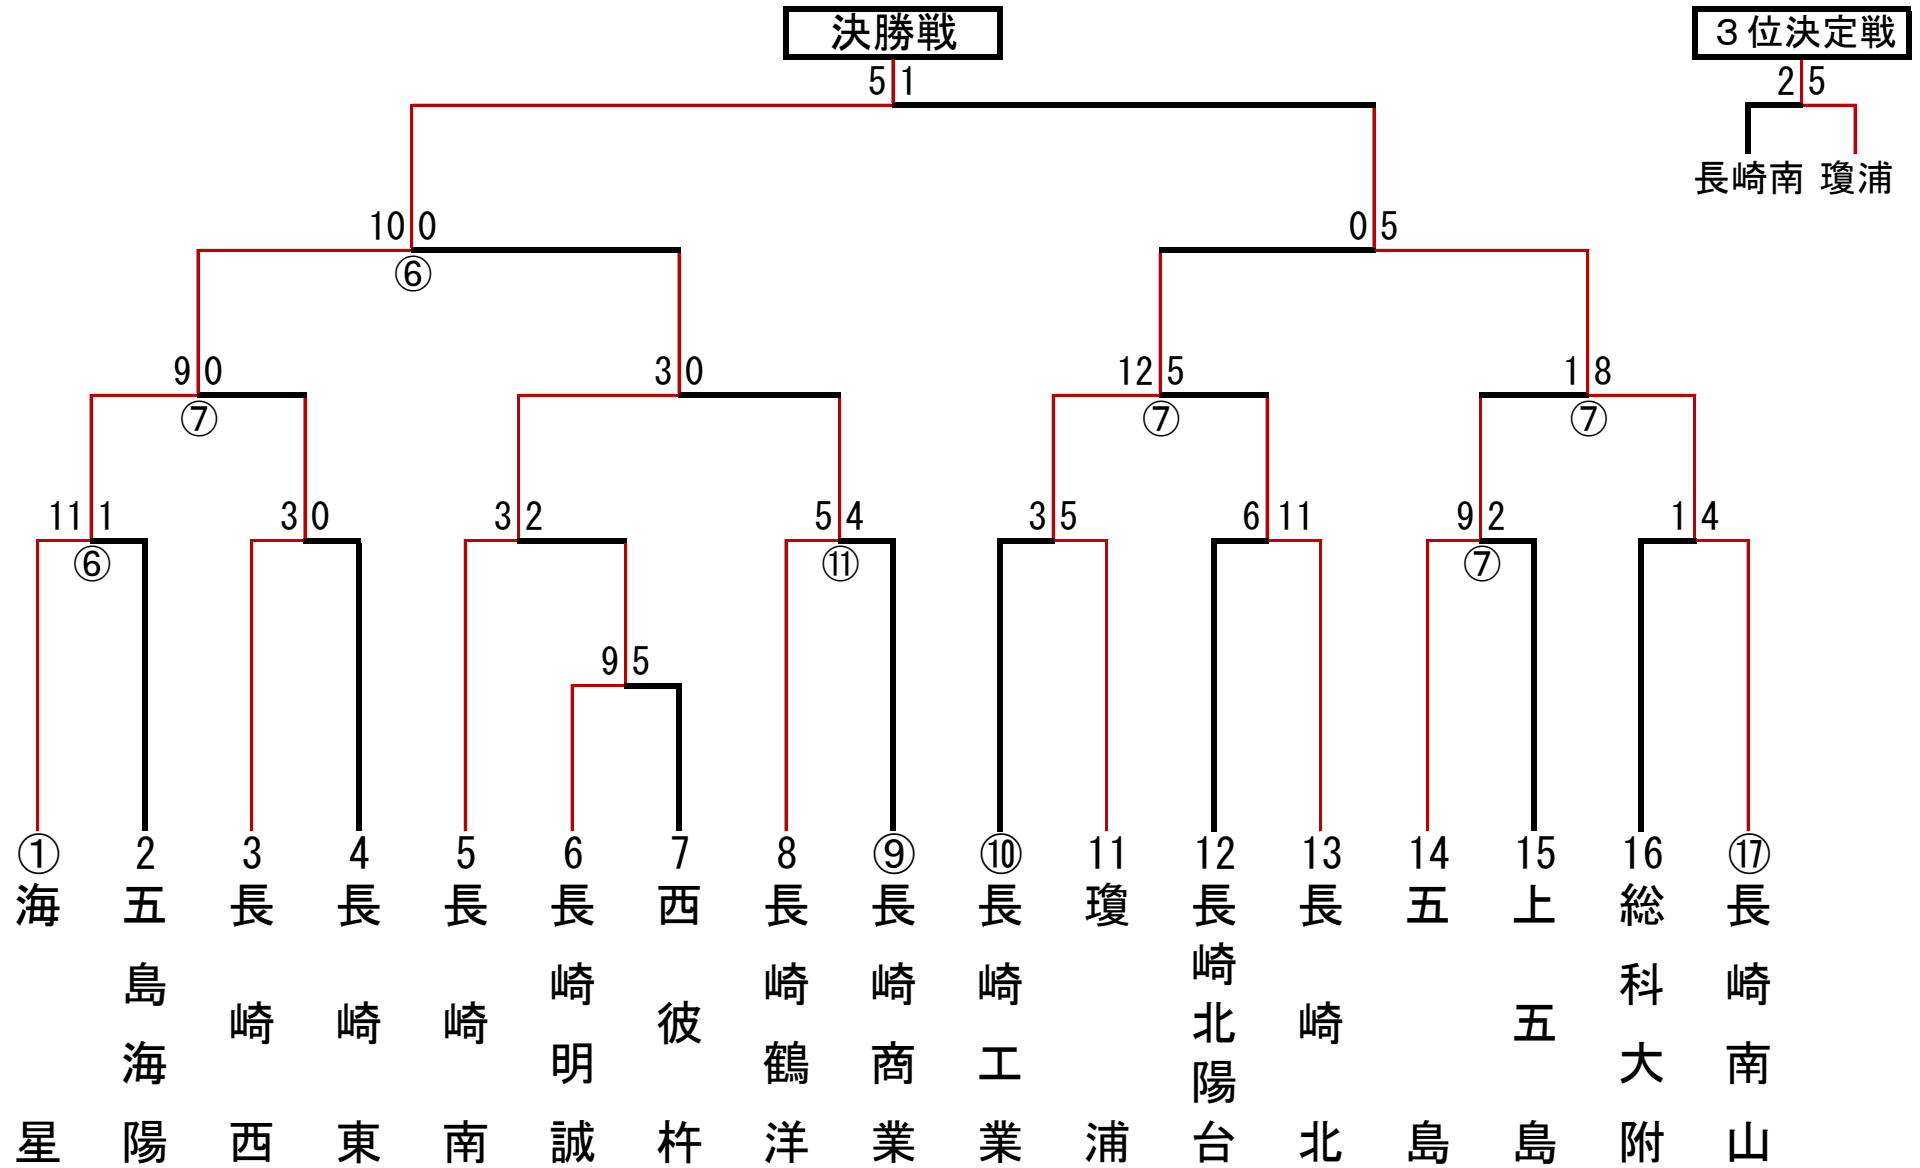 決勝戦
３位決定戦
5 1
2 5
長崎南 瓊浦
10 0
0 5
⑥
9 0
3 0
12 5
1 8
⑦
⑦
⑦
11 1
3 0
3 2
5 4
3 5
6 11
9 2
1 4
⑥
⑪
⑦
9 5
① 2 3 4 5 6 7 8 ⑨ ⑩ 11 12 13 14 15 16 ⑰
海星
五島海陽
長崎西
長崎東
長崎南
長崎明誠
西彼杵
長崎鶴洋
長崎商業
長崎工業
瓊浦
長崎北陽台
長崎北
五島
上五島
総科大附
長崎南山